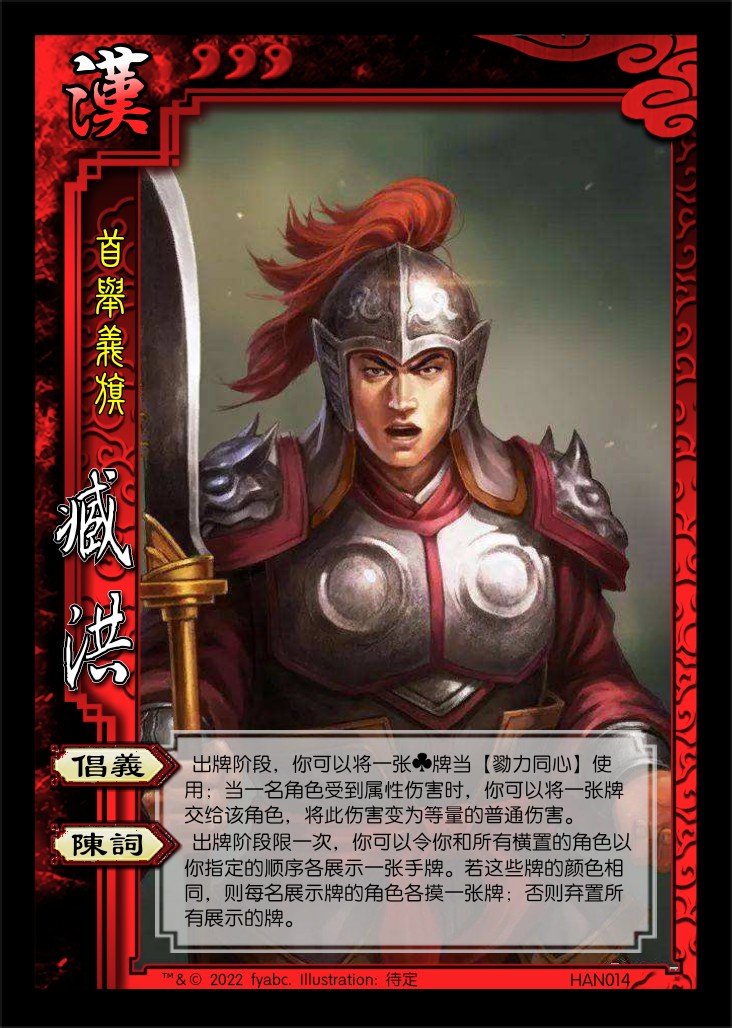 漢
首舉義旗
臧洪
倡義
出牌阶段，你可以将一张♣牌当【勠力同心】使
用；当一名角色受到属性伤害时，你可以将一张牌
交给该角色，将此伤害变为等量的普通伤害。
陳詞
出牌阶段限一次，你可以令你和所有横置的角色以
你指定的顺序各展示一张手牌。若这些牌的颜色相
同，则每名展示牌的角色各摸一张牌；否则弃置所
有展示的牌。
™&© 2022 fyabc. Illustration: 待定
HAN014